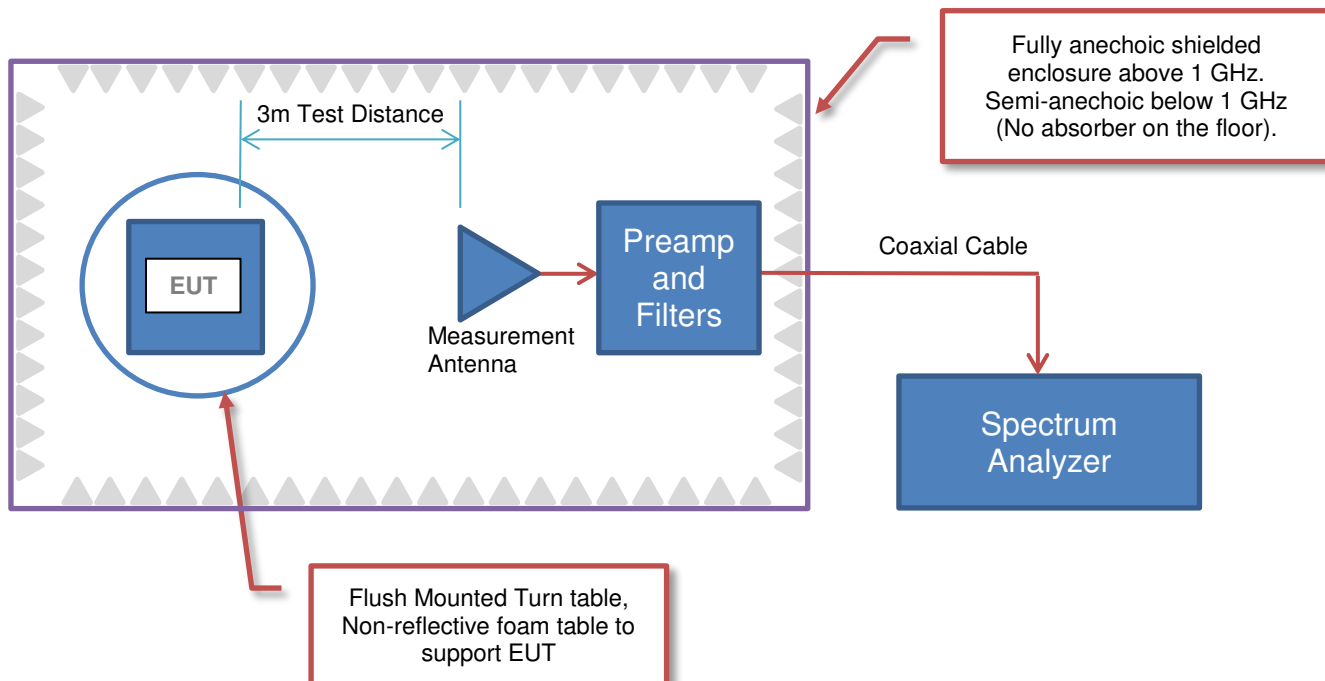 Fully anechoic shielded
enclosure above 1 GHz.
Semi-anechoic below 1 GHz
(No absorber on the floor).
3m Test Distance
EUT
Measurement
Antenna
Preamp
and
Filters
Coaxial Cable
Spectrum
Analyzer
Flush Mounted Turn table,
Non-reflective foam table to
support EUT